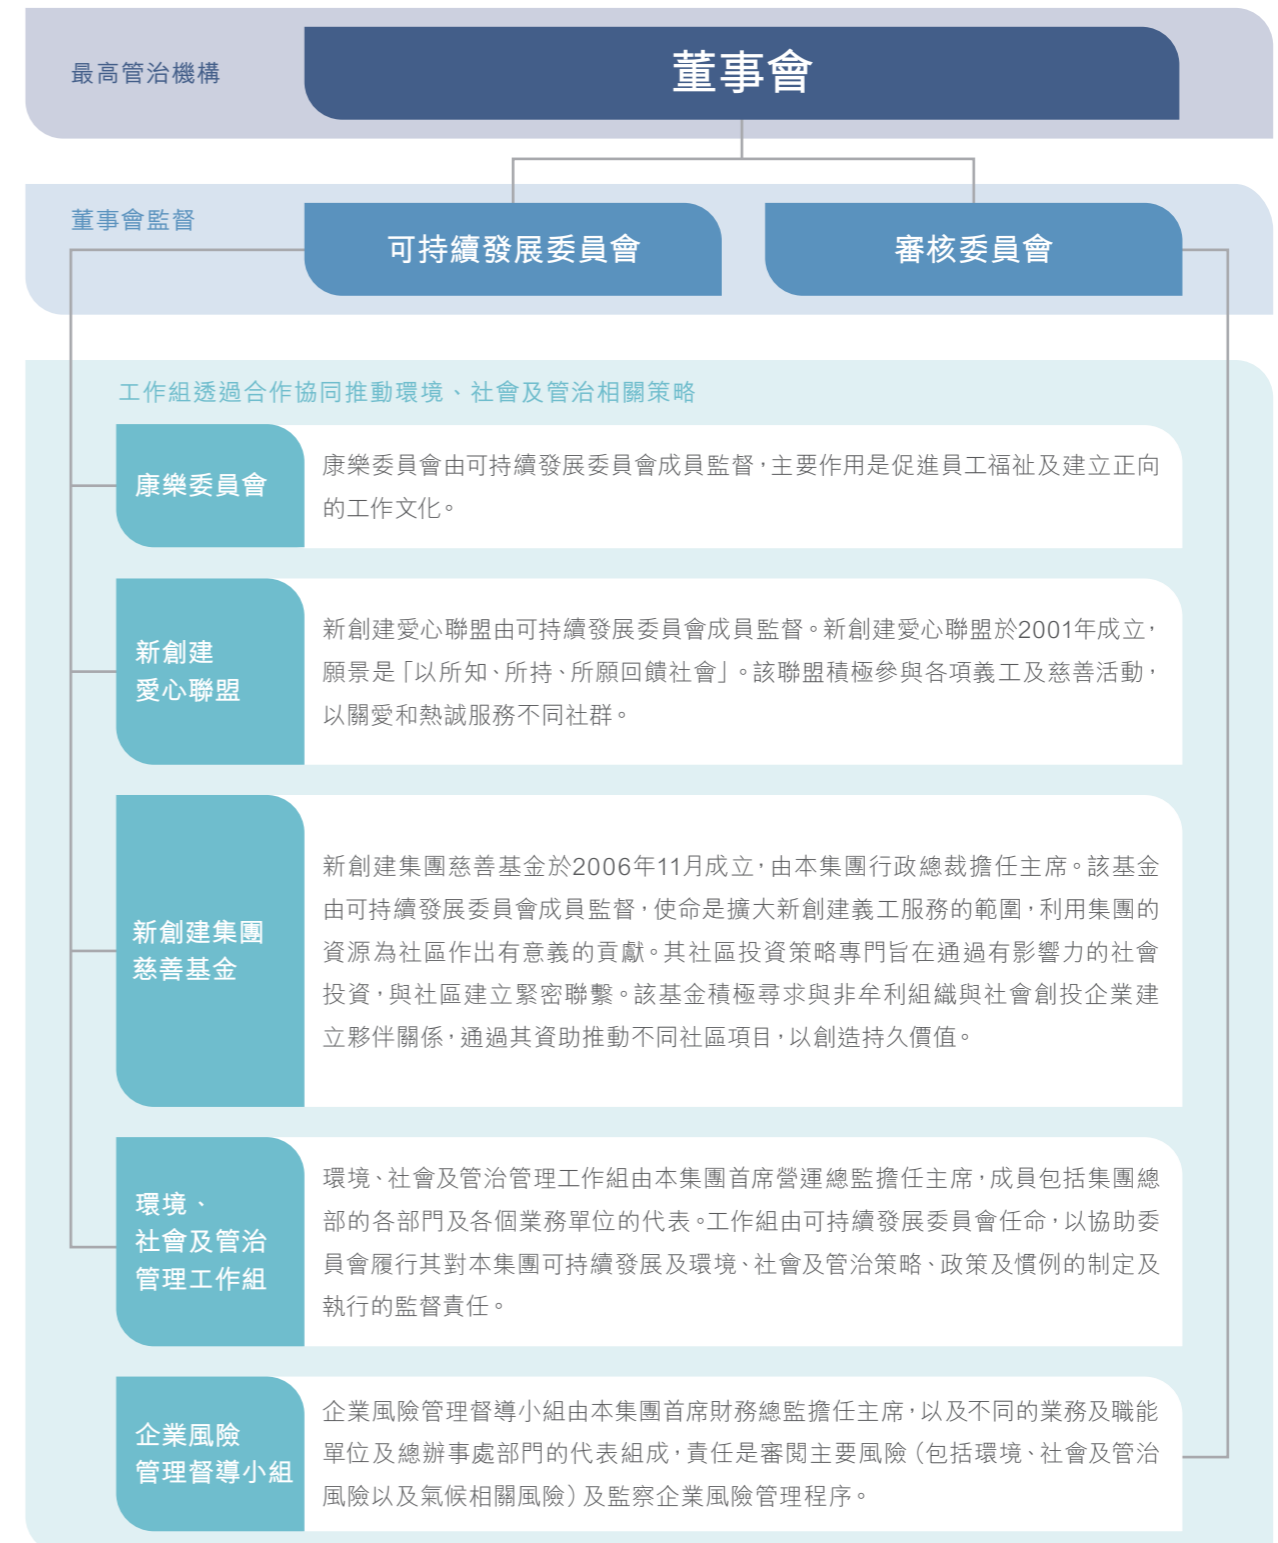 最高管治機構
董事會
董事會監督
可持續發展委員會
審核委員會
工作組透過合作協同推動環境、社會及管治相關策略
康樂委員會
康樂委員會由可持續發展委員會成員監督，主要作用是促進員工福祉及建立正向
的工作文化。
新創建
愛心聯盟
新創建愛心聯盟由可持續發展委員會成員監督。新創建愛心聯盟於2001年成立，
願景是「以所知、所持、所願回饋社會」。該聯盟積極參與各項義工及慈善活動，
以關愛和熱誠服務不同社群。
新創建集團
慈善基金
新創建集團慈善基金於2006年11月成立，由本集團行政總裁擔任主席。該基金
由可持續發展委員會成員監督，使命是擴大新創建義工服務的範圍，利用集團的
資源為社區作出有意義的貢獻。其社區投資策略專門旨在通過有影響力的社會
投資，與社區建立緊密聯繫。該基金積極尋求與非牟利組織與社會創投企業建
立夥伴關係，通過其資助推動不同社區項目，以創造持久價值。
環境、
社會及管治
管理工作組
環境、社會及管治管理工作組由本集團首席營運總監擔任主席，成員包括集團總
部的各部門及各個業務單位的代表。工作組由可持續發展委員會任命，以協助委
員會履行其對本集團可持續發展及環境、社會及管治策略、政策及慣例的制定及
執行的監督責任。
企業風險
管理督導小組
企業風險管理督導小組由本集團首席財務總監擔任主席，以及不同的業務及職能
單位及總辦事處部門的代表組成，責任是審閱主要風險（包括環境、社會及管治
風險以及氣候相關風險）及監察企業風險管理程序。